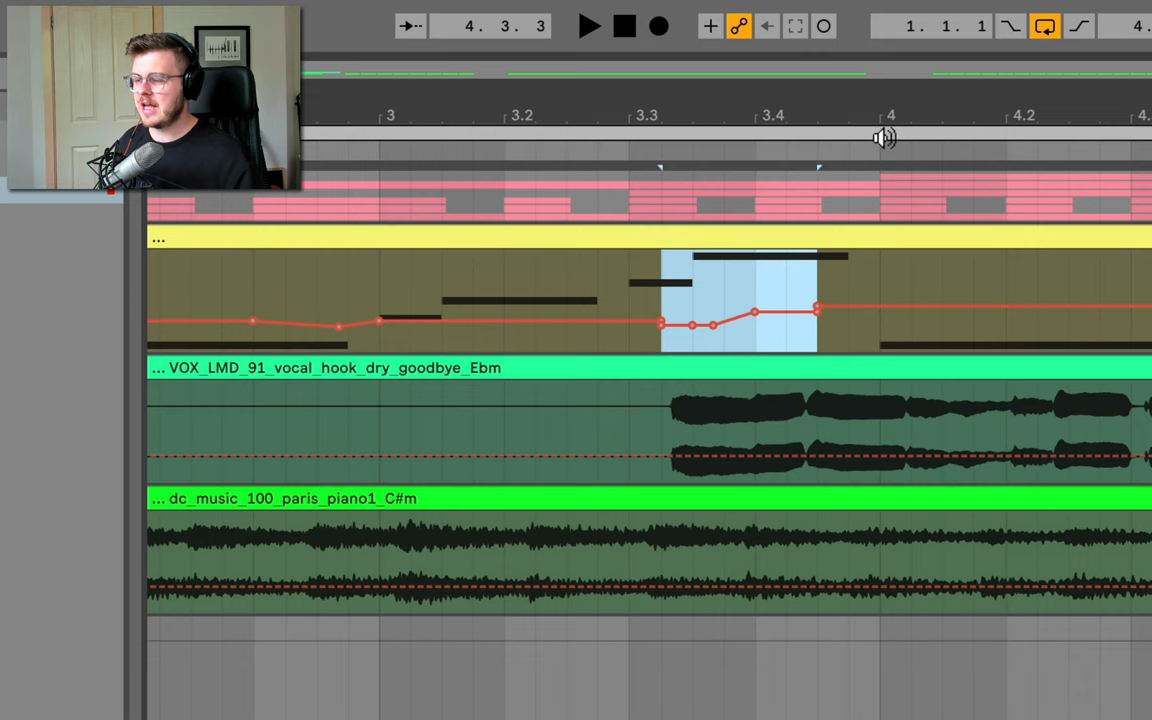 4. 3. 3
1. 1. 1
4.
3
3.2
3.3
3.4
4
4.2
4.
...
... VOX_LMD_91_vocal_hook_dry_goodbye_Ebm
... dc_music_100_paris_piano1_C#m